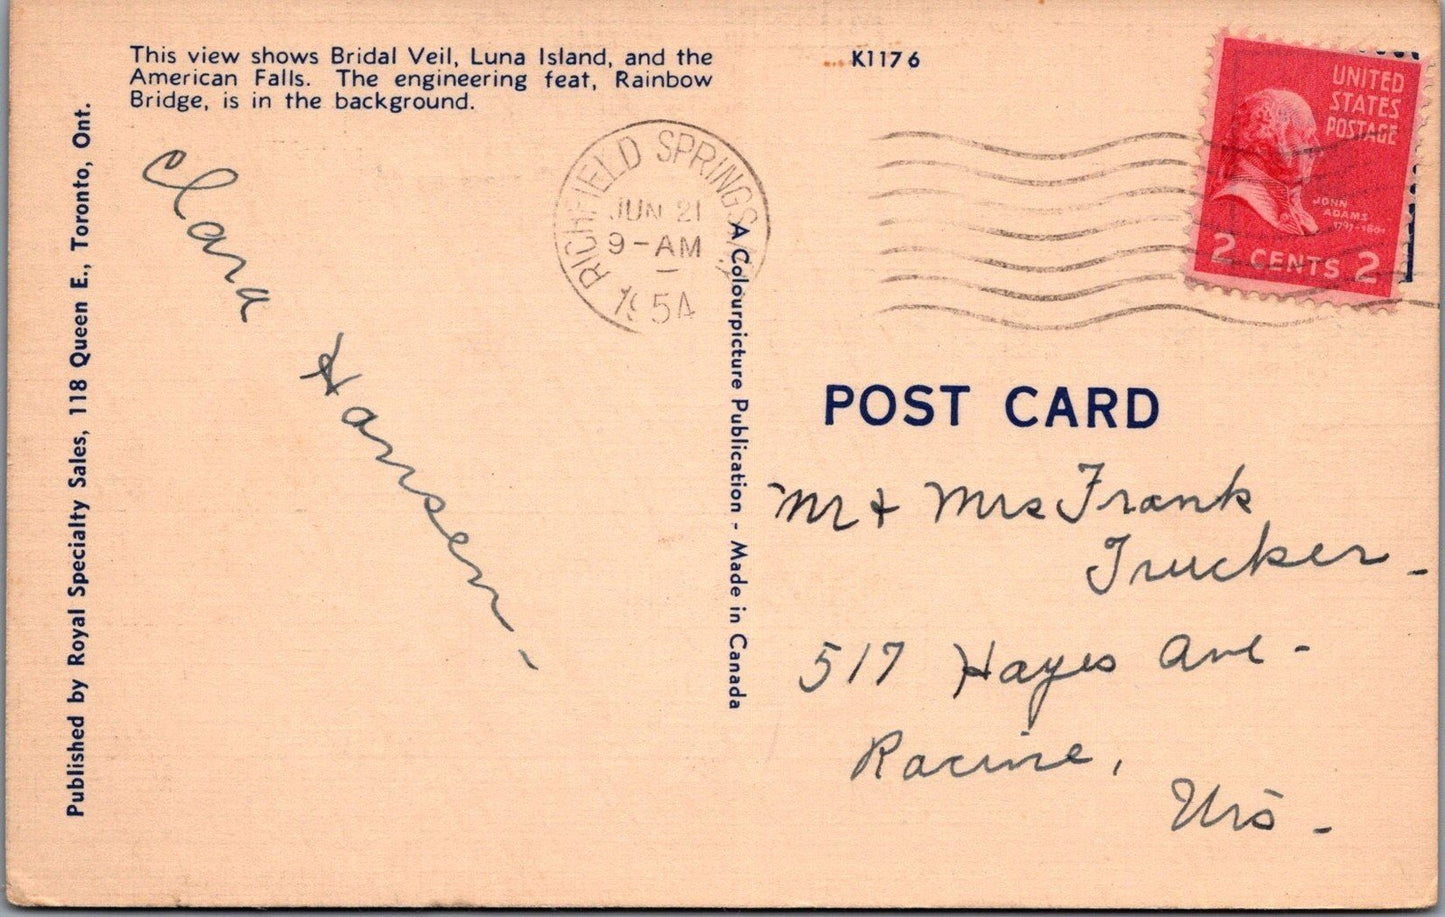 This view shows Bridal Veil, Luna Island, and the
American Falls. The engineering feat, Rainbow
Bridge, is in the background.
K1176
Published by Royal Specialty Sales, 118 Queen E., Toronto, Ont.
Clara Hansen -
RICHFIELD SPRINGS
JUN 21
9-AM
1954
A Colourpicture Publication - Made in Canada
UNITED
STATES
POSTAGE
JOHN
ADAMS
1797-1801
2 CENTS 2
POST CARD
Mr & Mrs Frank
Trucker -
517 Hayes Ave -
Racine,
Wis -